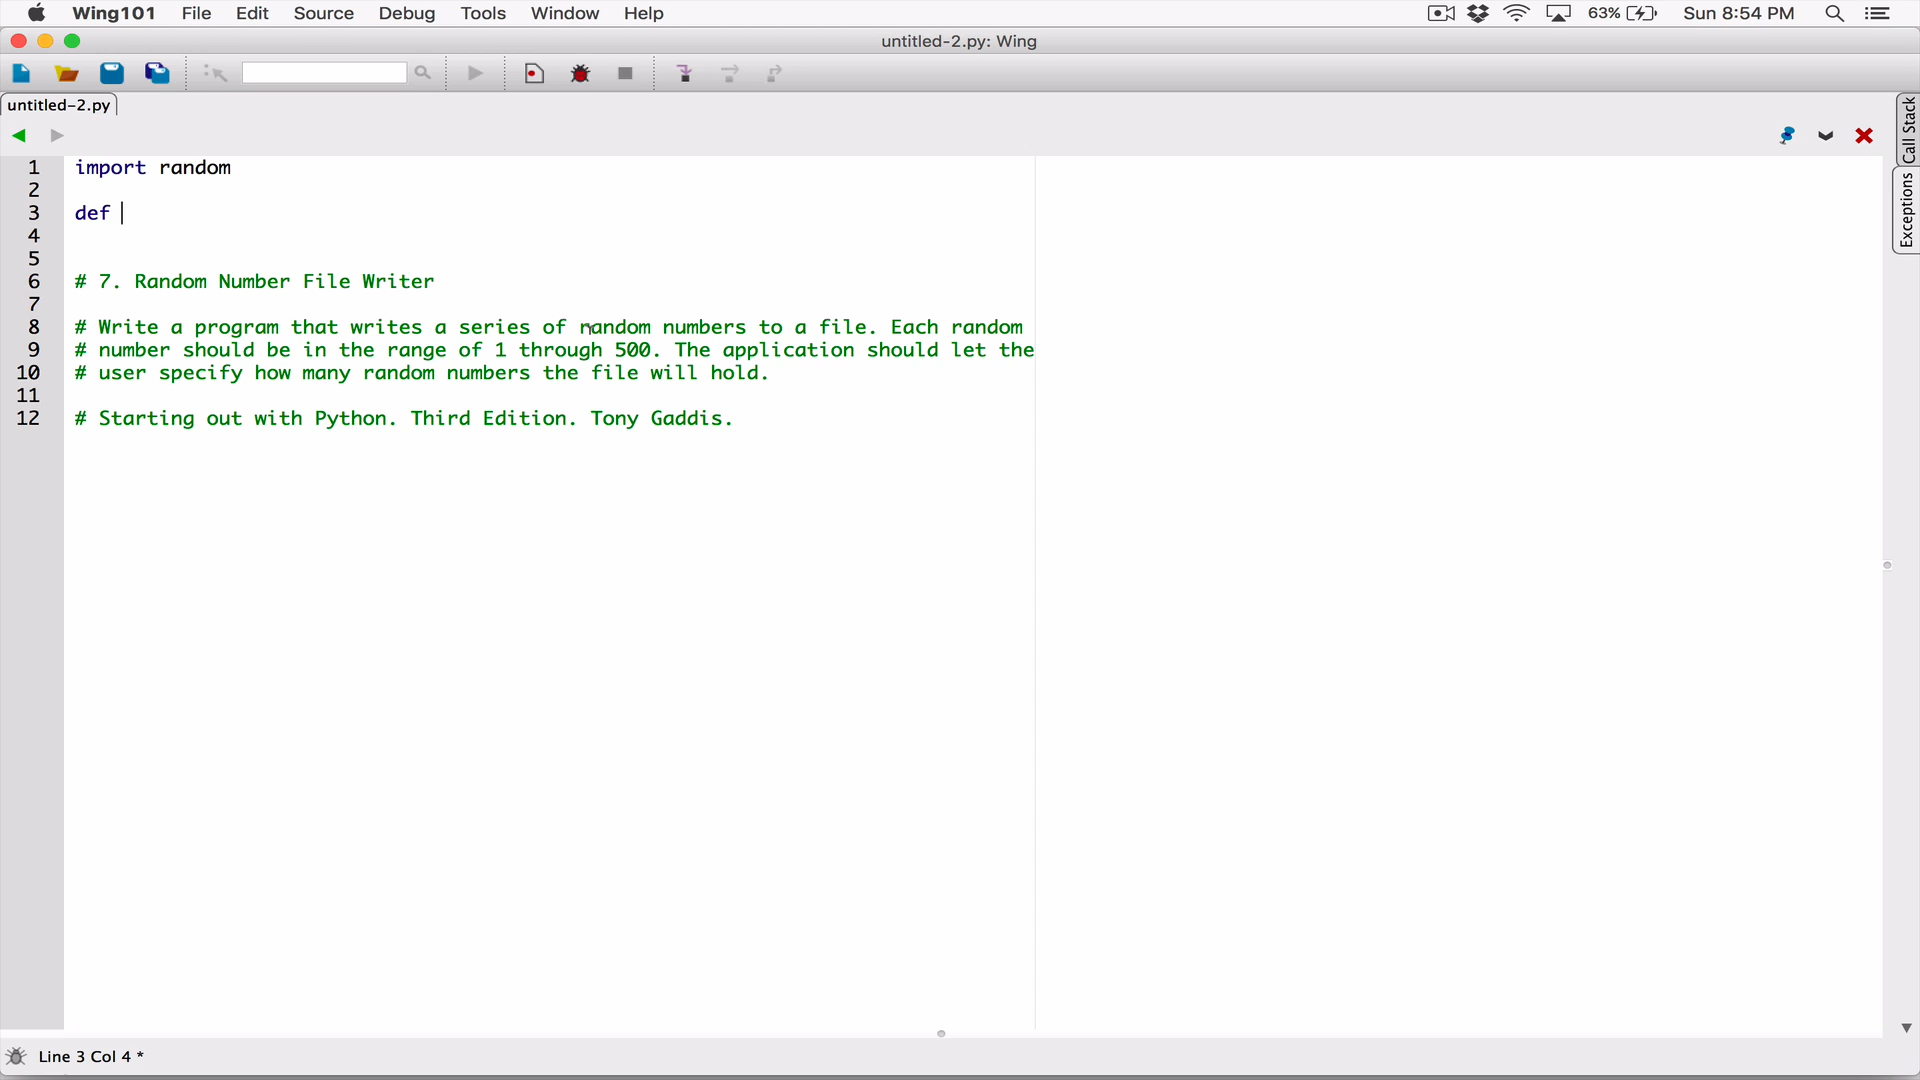 Wing101 File Edit Source Debug Tools Window Help 63% Sun 8:54 PM
untitled-2.py: Wing
untitled-2.py
Call Stack
Exceptions
1 import random
2
3 def
4
5
6 # 7. Random Number File Writer
7
8 # Write a program that writes a series of random numbers to a file. Each random
9 # number should be in the range of 1 through 500. The application should let the
10 # user specify how many random numbers the file will hold.
11
12 # Starting out with Python. Third Edition. Tony Gaddis.
Line 3 Col 4 *